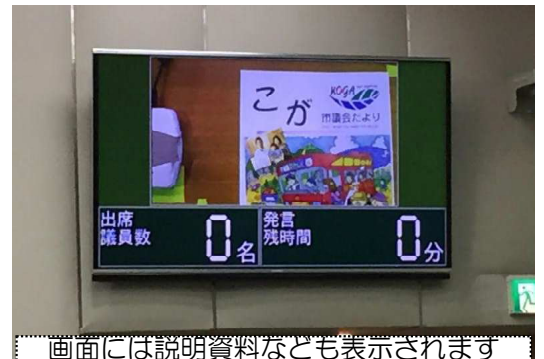 こが
KOGA
市議会だより
出席
議員数
0名
発言
残時間
0分
画面には説明資料なども表示されます